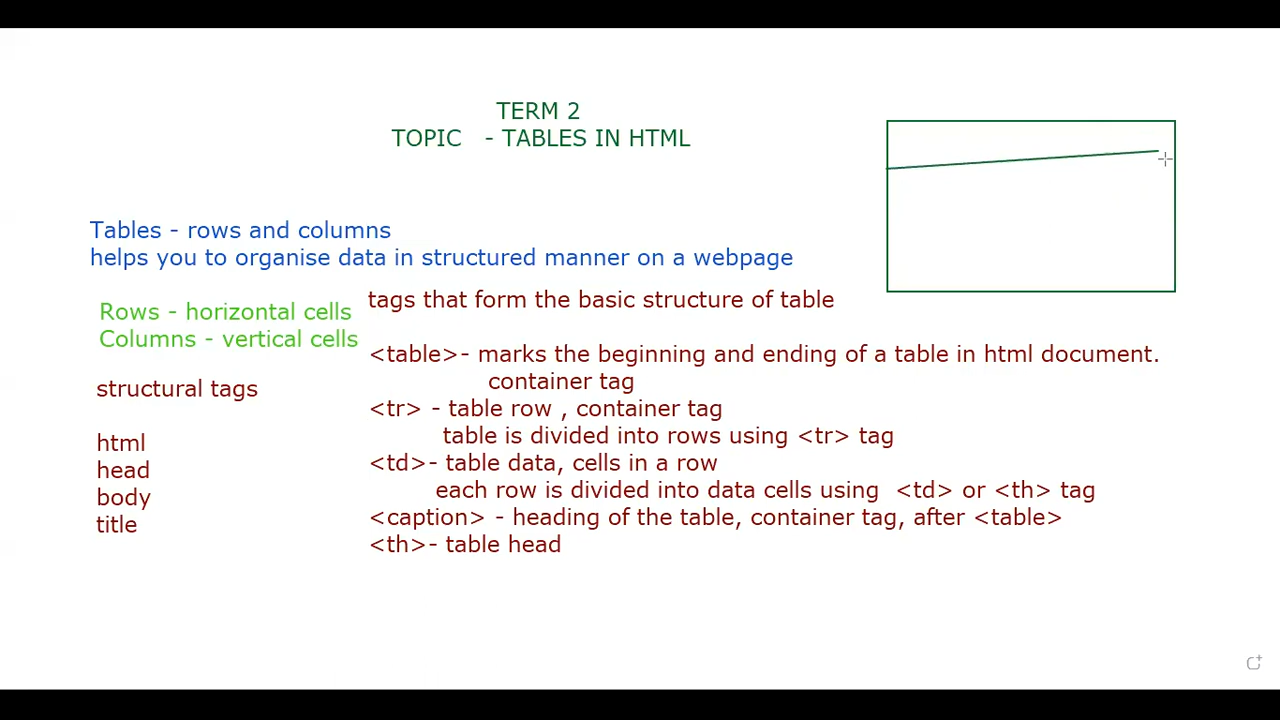 TERM 2
TOPIC - TABLES IN HTML
Tables - rows and columns
helps you to organise data in structured manner on a webpage
Rows - horizontal cells
Columns - vertical cells
structural tags
html
head
body
title
tags that form the basic structure of table
<table>- marks the beginning and ending of a table in html document.
container tag
<tr> - table row , container tag
table is divided into rows using <tr> tag
<td>- table data, cells in a row
each row is divided into data cells using <td> or <th> tag
<caption> - heading of the table, container tag, after <table>
<th>- table head